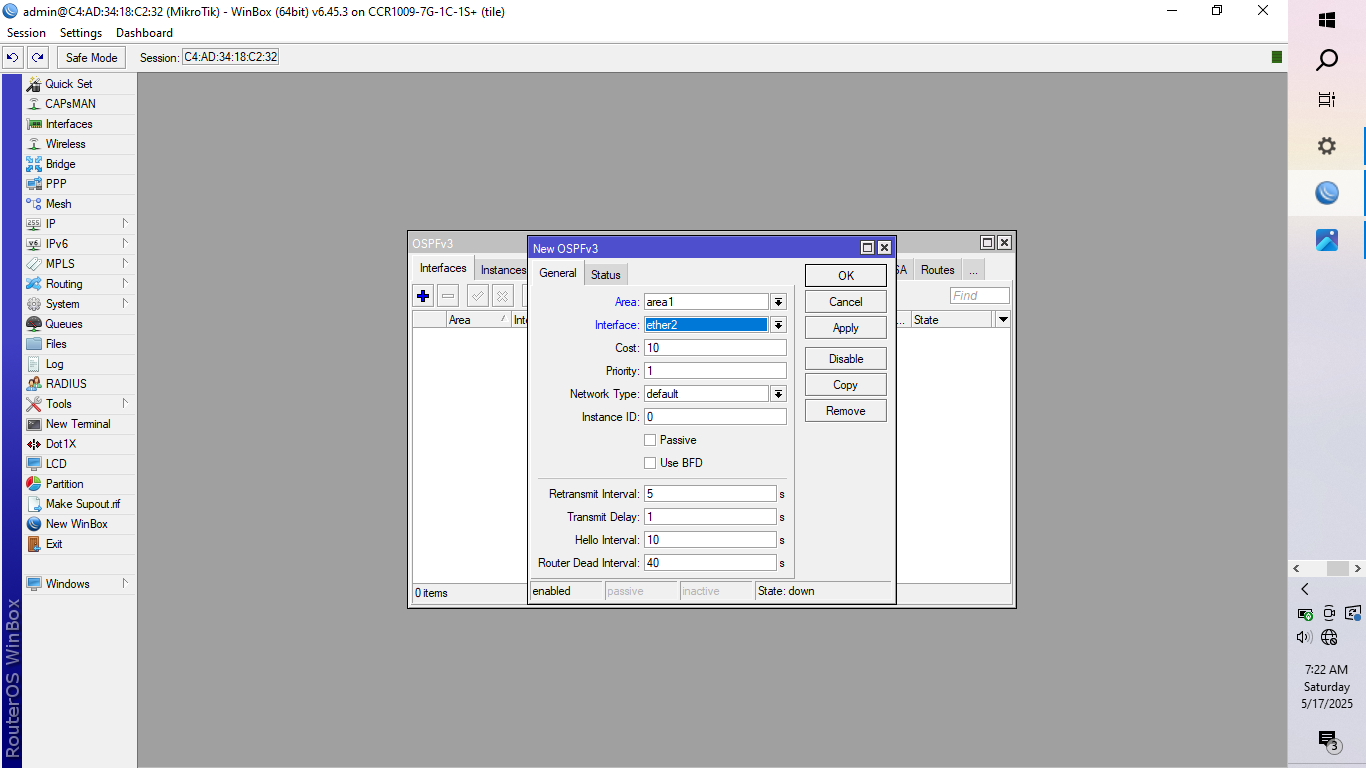 admin@C4:AD:34:18:C2:32 (MikroTik) - WinBox (64bit) v6.45.3 on CCR1009-7G-1C-1S+ (tile)
Session Settings Dashboard
Safe Mode Session: C4:AD:34:18:C2:32
Quick Set
CAPsMAN
Interfaces
Wireless
Bridge
PPP
Mesh
IP
IPv6
MPLS
Routing
System
Queues
Files
Log
RADIUS
Tools
New Terminal
Dot1X
LCD
Partition
Make Supout.rif
New WinBox
Exit
Windows
RouterOS WinBox
OSPFv3
Interfaces Instances SA Routes ...
Find
Area Inte ... State
0 items
New OSPFv3
General Status
Area: area1
Interface: ether2
Cost: 10
Priority: 1
Network Type: default
Instance ID: 0
Passive
Use BFD
Retransmit Interval: 5 s
Transmit Delay: 1 s
Hello Interval: 10 s
Router Dead Interval: 40 s
OK
Cancel
Apply
Disable
Copy
Remove
enabled passive inactive State: down
7:22 AM
Saturday
5/17/2025
3